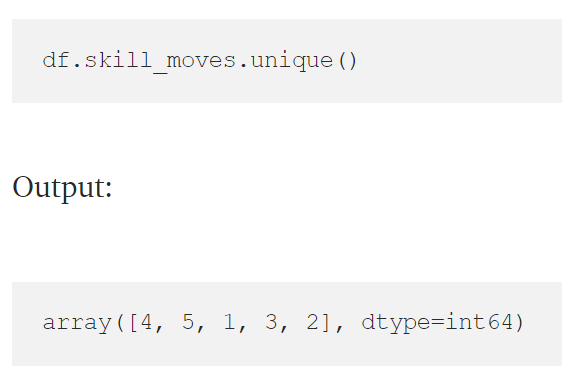 df.skill_moves.unique()
Output:
array([4, 5, 1, 3, 2], dtype=int64)